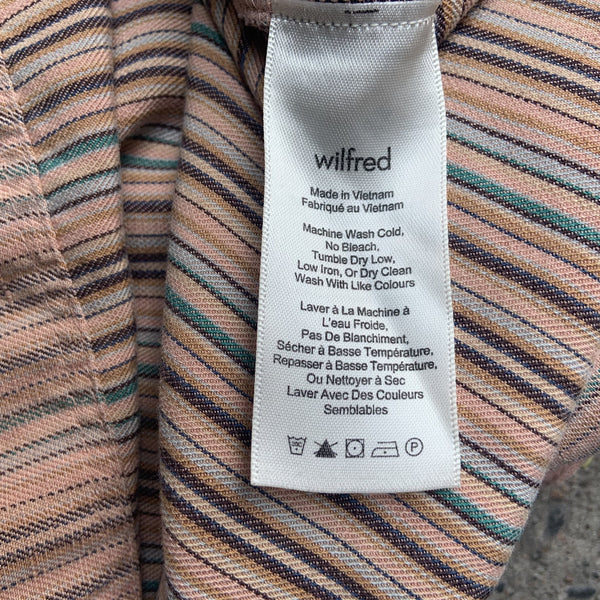 wilfred
Made in Vietnam
Fabriqué au Vietnam
Machine Wash Cold,
No Bleach,
Tumble Dry Low,
Low Iron, Or Dry Clean
Wash With Like Colours
Laver à La Machine à
L'eau Froide,
Pas De Blanchiment,
Sécher à Basse Température,
Repasser à Basse Température,
Ou Nettoyer à Sec
Laver Avec Des Couleurs
Semblables
P